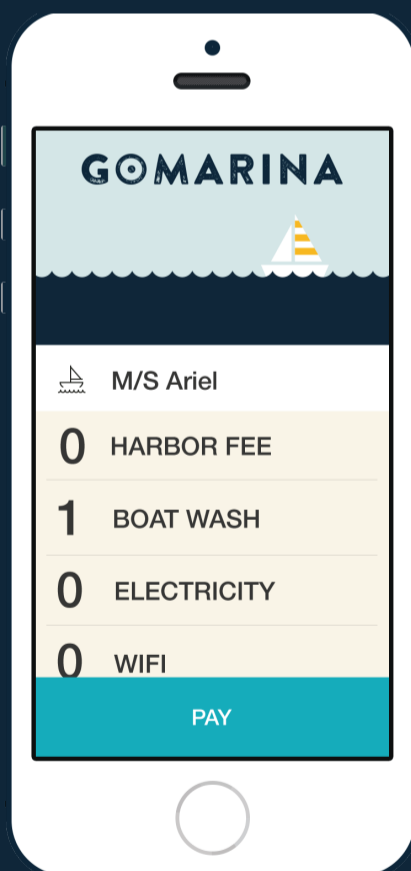 GOMARINA
M/S Ariel
0 HARBOR FEE
1 BOAT WASH
0 ELECTRICITY
0 WIFI
PAY